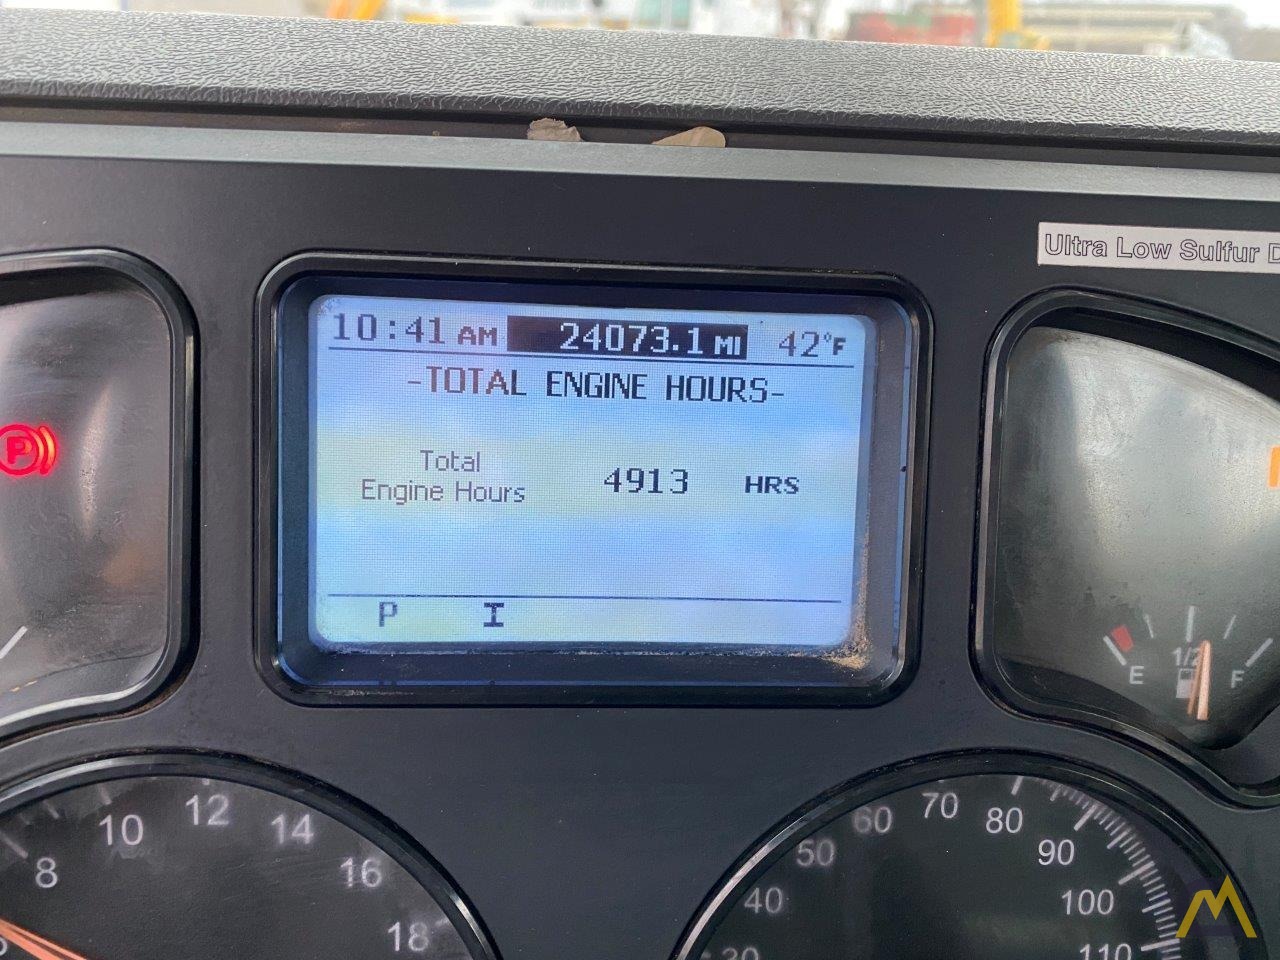 Ultra Low Sulfur D
10:41 AM 24073.1 MI 42°F
-TOTAL ENGINE HOURS-
Total
Engine Hours
4913 HRS
P I
P
1/2
E F
8 10 12 14 16 18
30 40 50 60 70 80 90 100 110
M